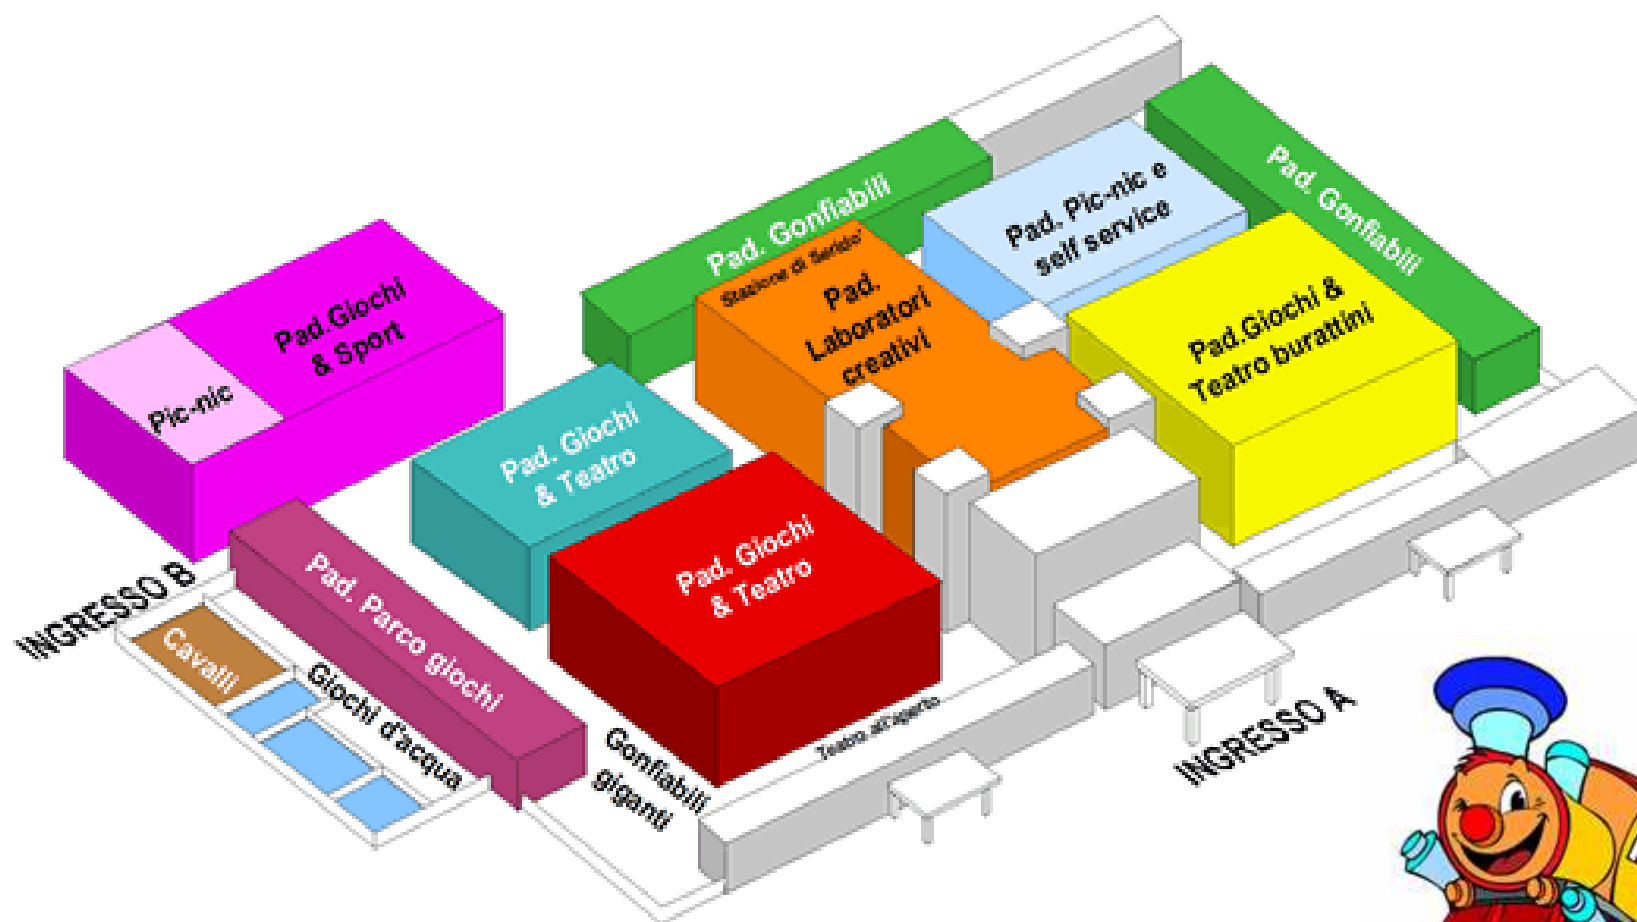 Pad. Gonfiabili
Pad. Gonfiabili
Pad. Pic-nic e
self service
Stazione di Serido'
Pad.
Laboratori
creativi
Pad.Giochi &
Teatro burattini
Pad.Giochi
& Sport
Pic-nic
Pad. Giochi
& Teatro
Pad. Giochi
& Teatro
INGRESSO B
Pad. Parco giochi
Cavalli
Giochi d'acqua
Gonfiabili
giganti
Teatro all'aperto
INGRESSO A